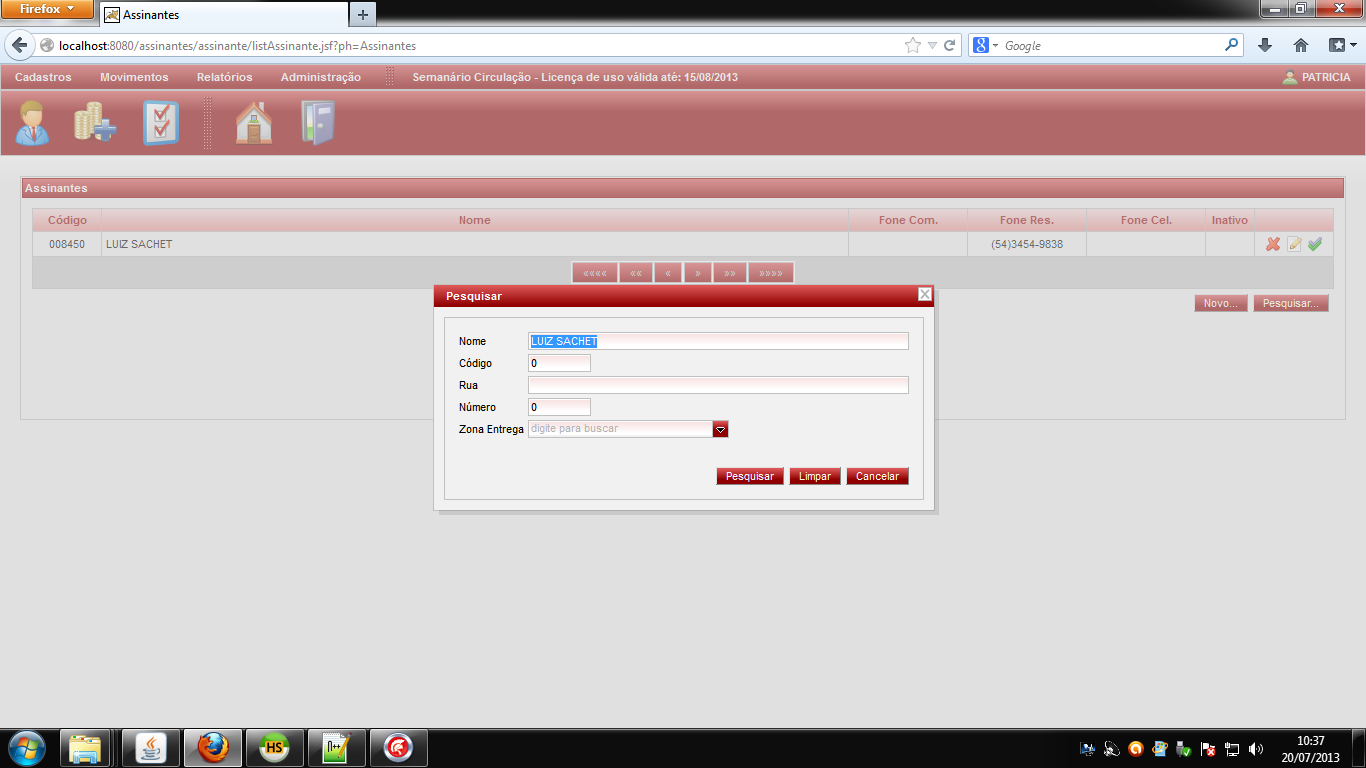 Firefox
Assinantes
localhost:8080/assinantes/assinante/listAssinante.jsf?ph=Assinantes
Google
Cadastros Movimentos Relatórios Administração Semanário Circulação - Licença de uso válida até: 15/08/2013 PATRICIA
Assinantes
Código Nome Fone Com. Fone Res. Fone Cel. Inativo
008450 LUIZ SACHET (54)3454-9838
«««« «« « » »» »»»»
Novo... Pesquisar...
Pesquisar
Nome LUIZ SACHET
Código 0
Rua
Número 0
Zona Entrega digite para buscar
Pesquisar Limpar Cancelar
HS
10:37
20/07/2013